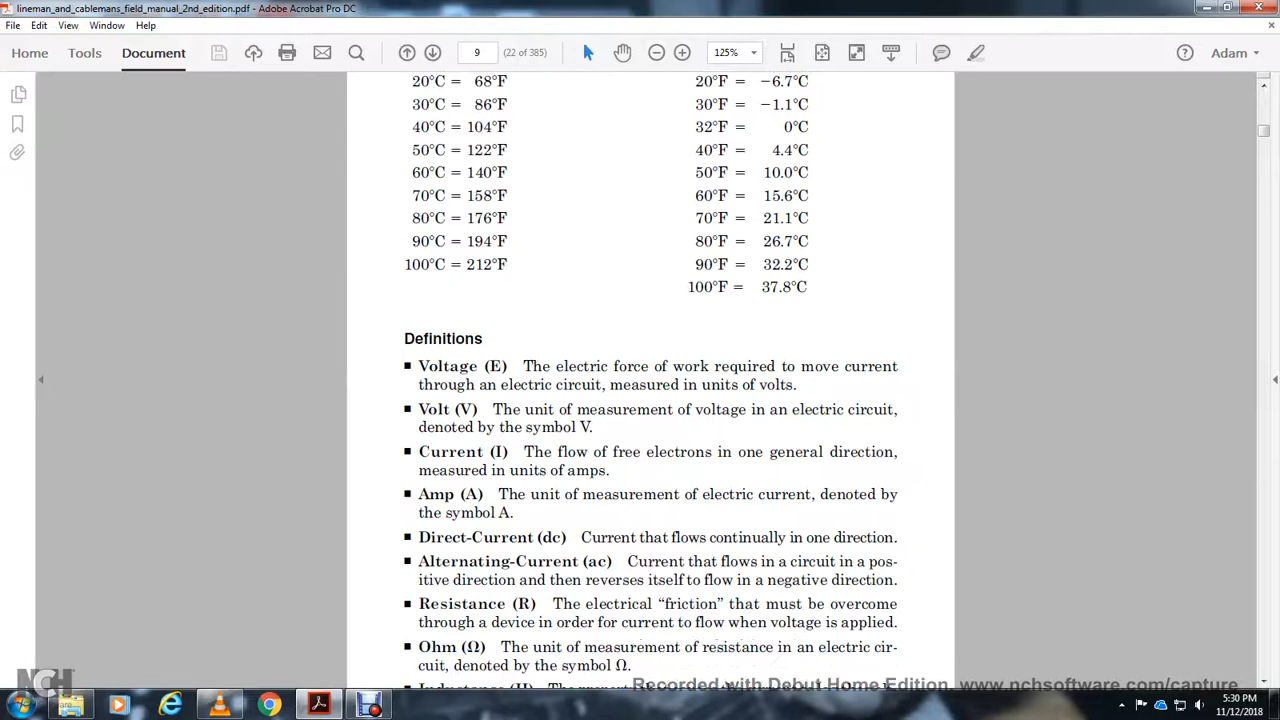 lineman_and_cablemans_field_manual_2nd_edition.pdf - Adobe Acrobat Pro DC
File Edit View Window Help
Home Tools Document 9 (22 of 385) 125% Adam
20°C = 68°F 20°F = −6.7°C
30°C = 86°F 30°F = −1.1°C
40°C = 104°F 32°F = 0°C
50°C = 122°F 40°F = 4.4°C
60°C = 140°F 50°F = 10.0°C
70°C = 158°F 60°F = 15.6°C
80°C = 176°F 70°F = 21.1°C
90°C = 194°F 80°F = 26.7°C
100°C = 212°F 90°F = 32.2°C
100°F = 37.8°C
Definitions
■ Voltage (E) The electric force of work required to move current
through an electric circuit, measured in units of volts.
■ Volt (V) The unit of measurement of voltage in an electric circuit,
denoted by the symbol V.
■ Current (I) The flow of free electrons in one general direction,
measured in units of amps.
■ Amp (A) The unit of measurement of electric current, denoted by
the symbol A.
■ Direct-Current (dc) Current that flows continually in one direction.
■ Alternating-Current (ac) Current that flows in a circuit in a pos-
itive direction and then reverses itself to flow in a negative direction.
■ Resistance (R) The electrical “friction” that must be overcome
through a device in order for current to flow when voltage is applied.
■ Ohm (Ω) The unit of measurement of resistance in an electric cir-
cuit, denoted by the symbol Ω.
NCH
Recorded with Debut Home Edition. www.nchsoftware.com/capture
5:30 PM
11/12/2018